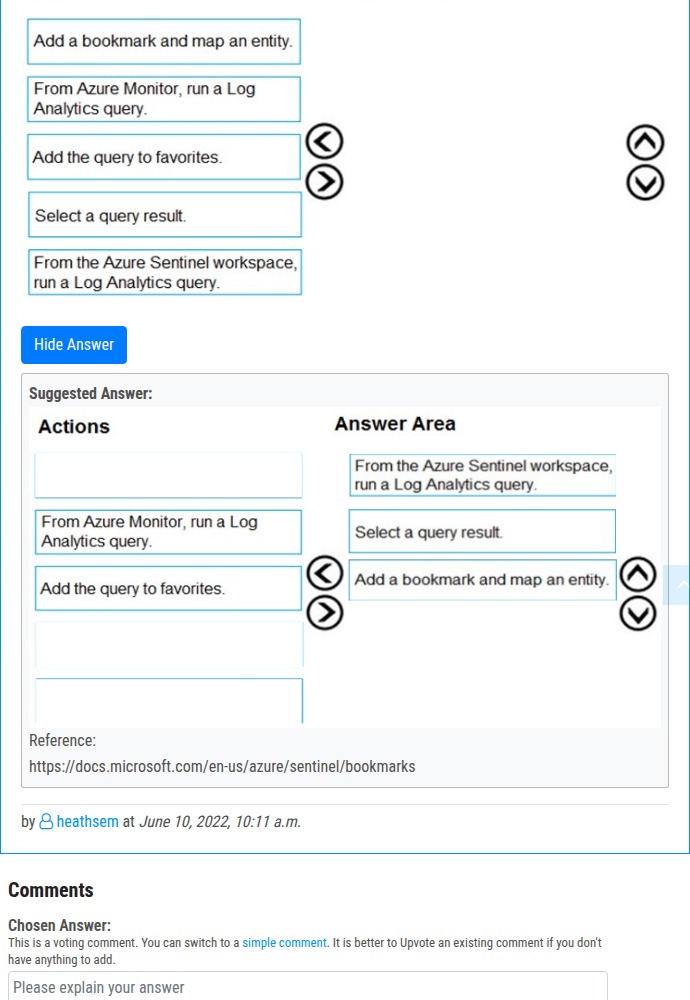 Add a bookmark and map an entity.
From Azure Monitor, run a Log
Analytics query.
Add the query to favorites.
Select a query result.
From the Azure Sentinel workspace,
run a Log Analytics query.
Hide Answer
Suggested Answer:
Actions
Answer Area
From the Azure Sentinel workspace,
run a Log Analytics query.
From Azure Monitor, run a Log
Analytics query.
Select a query result.
Add the query to favorites.
Add a bookmark and map an entity.
Reference:
https://docs.microsoft.com/en-us/azure/sentinel/bookmarks
by heathsem at June 10, 2022, 10:11 a.m.
Comments
Chosen Answer:
This is a voting comment. You can switch to a simple comment. It is better to Upvote an existing comment if you don't
have anything to add.
Please explain your answer